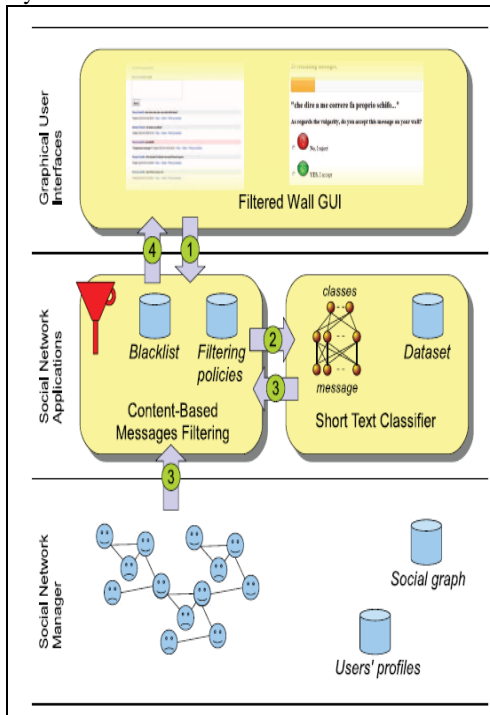 Graphical User
Interfaces
"che dire a me correre fa proprio schifo..."
As regards the vulgarity, do you accept this message on your wall?
No, I reject
YES, I accept
Filtered Wall GUI
4
1
Social Network
Applications
Blacklist
Filtering
policies
Content-Based
Messages Filtering
2
3
classes
message
Dataset
Short Text Classifier
3
Social Network
Manager
Social graph
Users' profiles